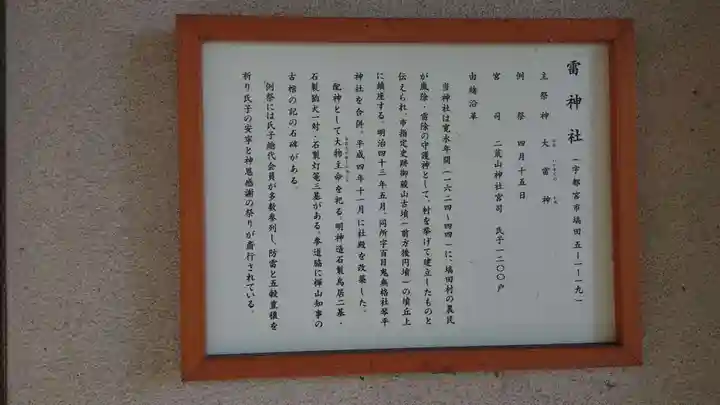 雷神社(宇都宮市塙田五ー一ー一九)
主祭神 大雷神
例祭 四月十五日
宮司 二荒山神社宮司 氏子一二〇〇戸
由緒沿革
当神社は寛永年間(一六二四〜四四)に、塙田村の農民
が嵐除・雷除の守護神として、村を挙げて建立したものと
伝えられ、市指定史跡御蔵山古墳(前方後円墳)の墳丘上
に鎮座する。明治四十三年五月、同所字百目鬼無格社琴平
神社を合併。平成四年十一月に社殿を改築した。
配神として大物主命を祀る。明神造石製鳥居二基・
石製狛犬一対・石製灯篭三基がある。参道脇に樺山知事の
古棺の記の石碑がある。
例祭には氏子総代会員が多数参列し、防雷と五穀豊穣を
祈り氏子の安寧と神恩感謝の祭りが斎行されている。